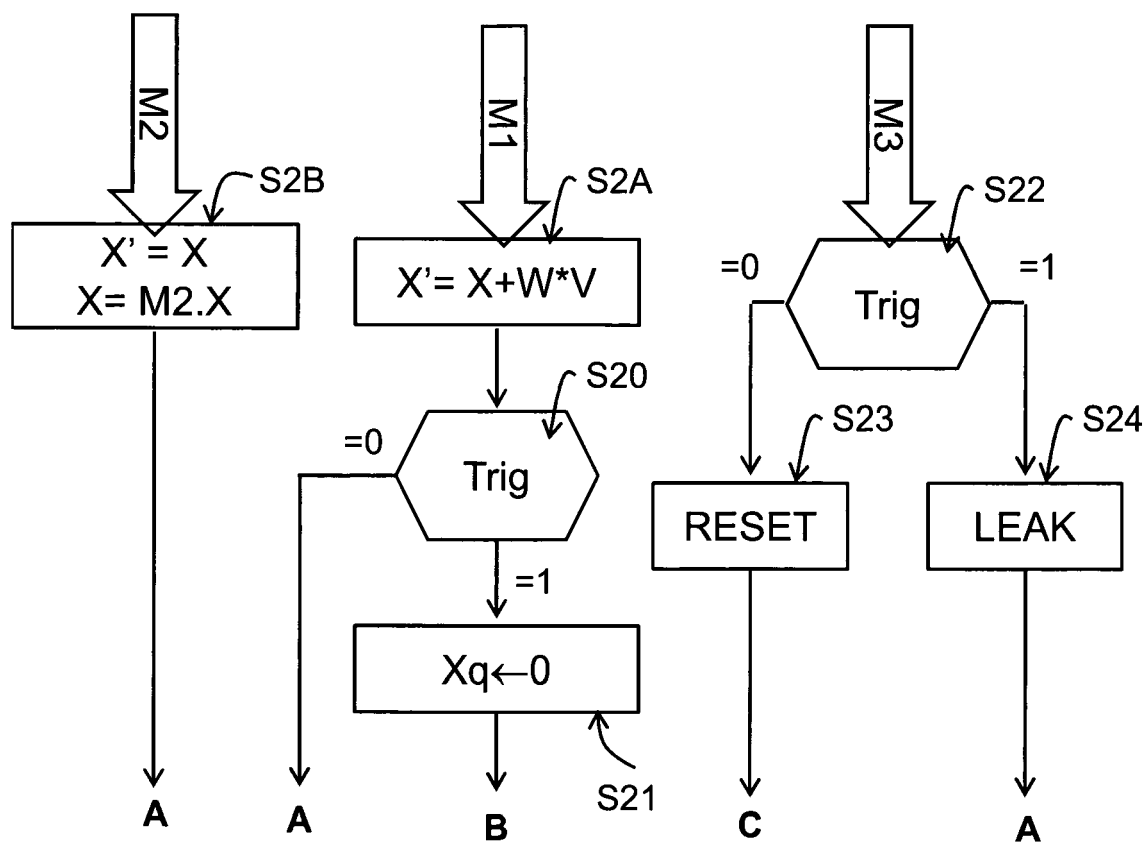 M2
S2B
X’ = X
X= M2.X
A
M1
S2A
X’= X+W*V
S20
Trig
=0
=1
Xq←0
S21
A
B
M3
S22
Trig
=0
=1
S23
RESET
S24
LEAK
C
A